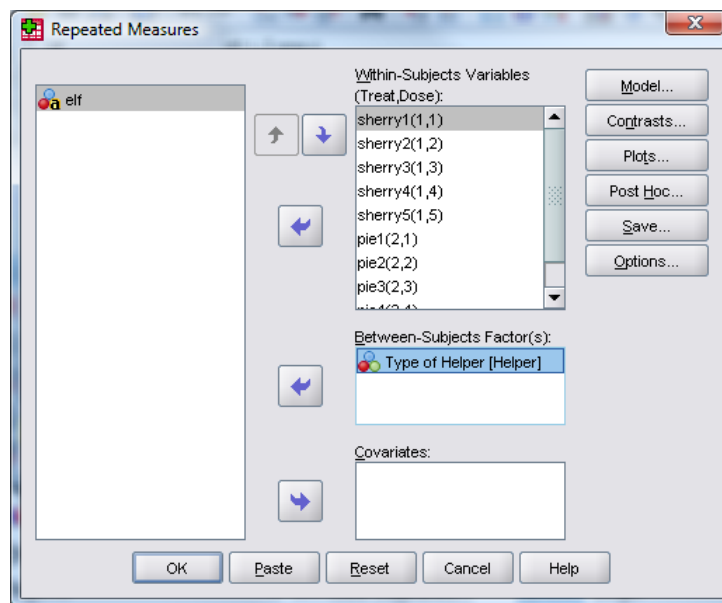 Repeated Measures
elf
Within-Subjects Variables
(Treat,Dose):
sherry1(1,1)
sherry2(1,2)
sherry3(1,3)
sherry4(1,4)
sherry5(1,5)
pie1(2,1)
pie2(2,2)
pie3(2,3)
Between-Subjects Factor(s):
Type of Helper [Helper]
Covariates:
Model...
Contrasts...
Plots...
Post Hoc...
Save...
Options...
OK
Paste
Reset
Cancel
Help